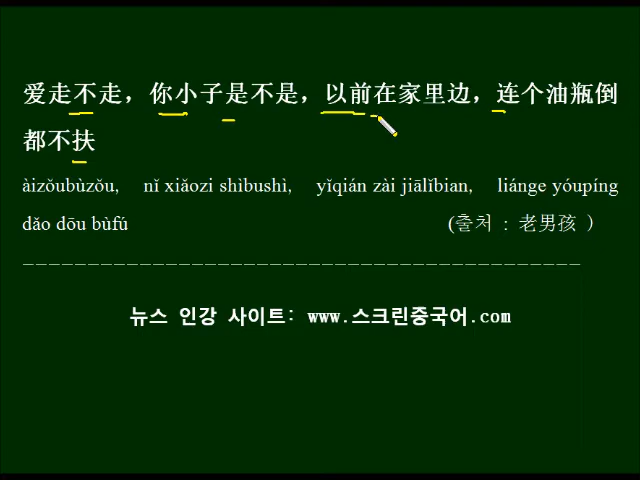 爱走不走，你小子是不是，以前在家里边，连个油瓶倒
都不扶
àizǒubùzǒu, nǐ xiǎozi shìbushì, yǐqián zài jiālǐbian, liánge yóupíng
dǎo dōu bùfú (출처 : 老男孩 )
뉴스 인강 사이트: www.스크린중국어.com